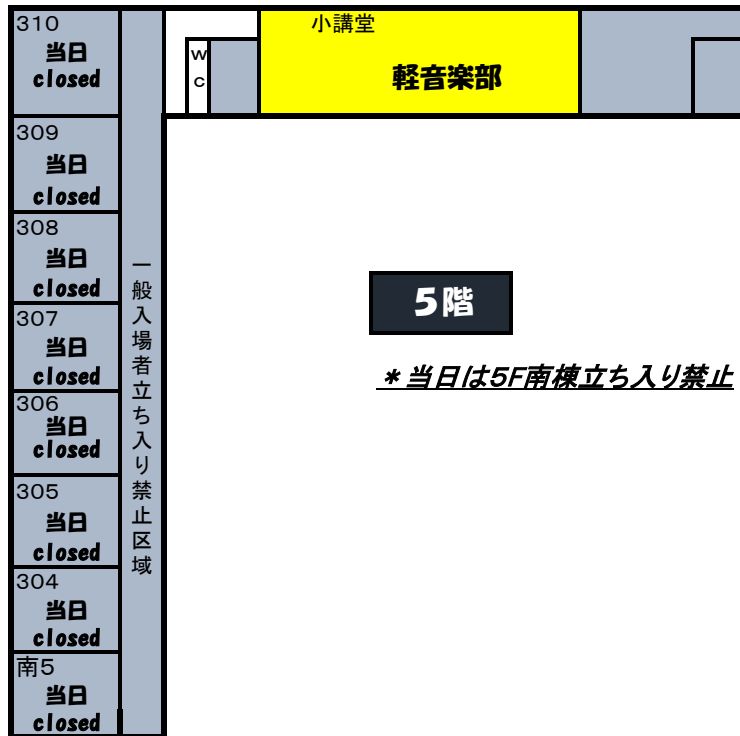 310
当日
closed
小講堂
軽音楽部
WC
309
当日
closed
308
当日
closed
307
当日
closed
306
当日
closed
305
当日
closed
304
当日
closed
南5
当日
closed
一般入場者立ち入り禁止区域
5階
＊当日は5F南棟立ち入り禁止